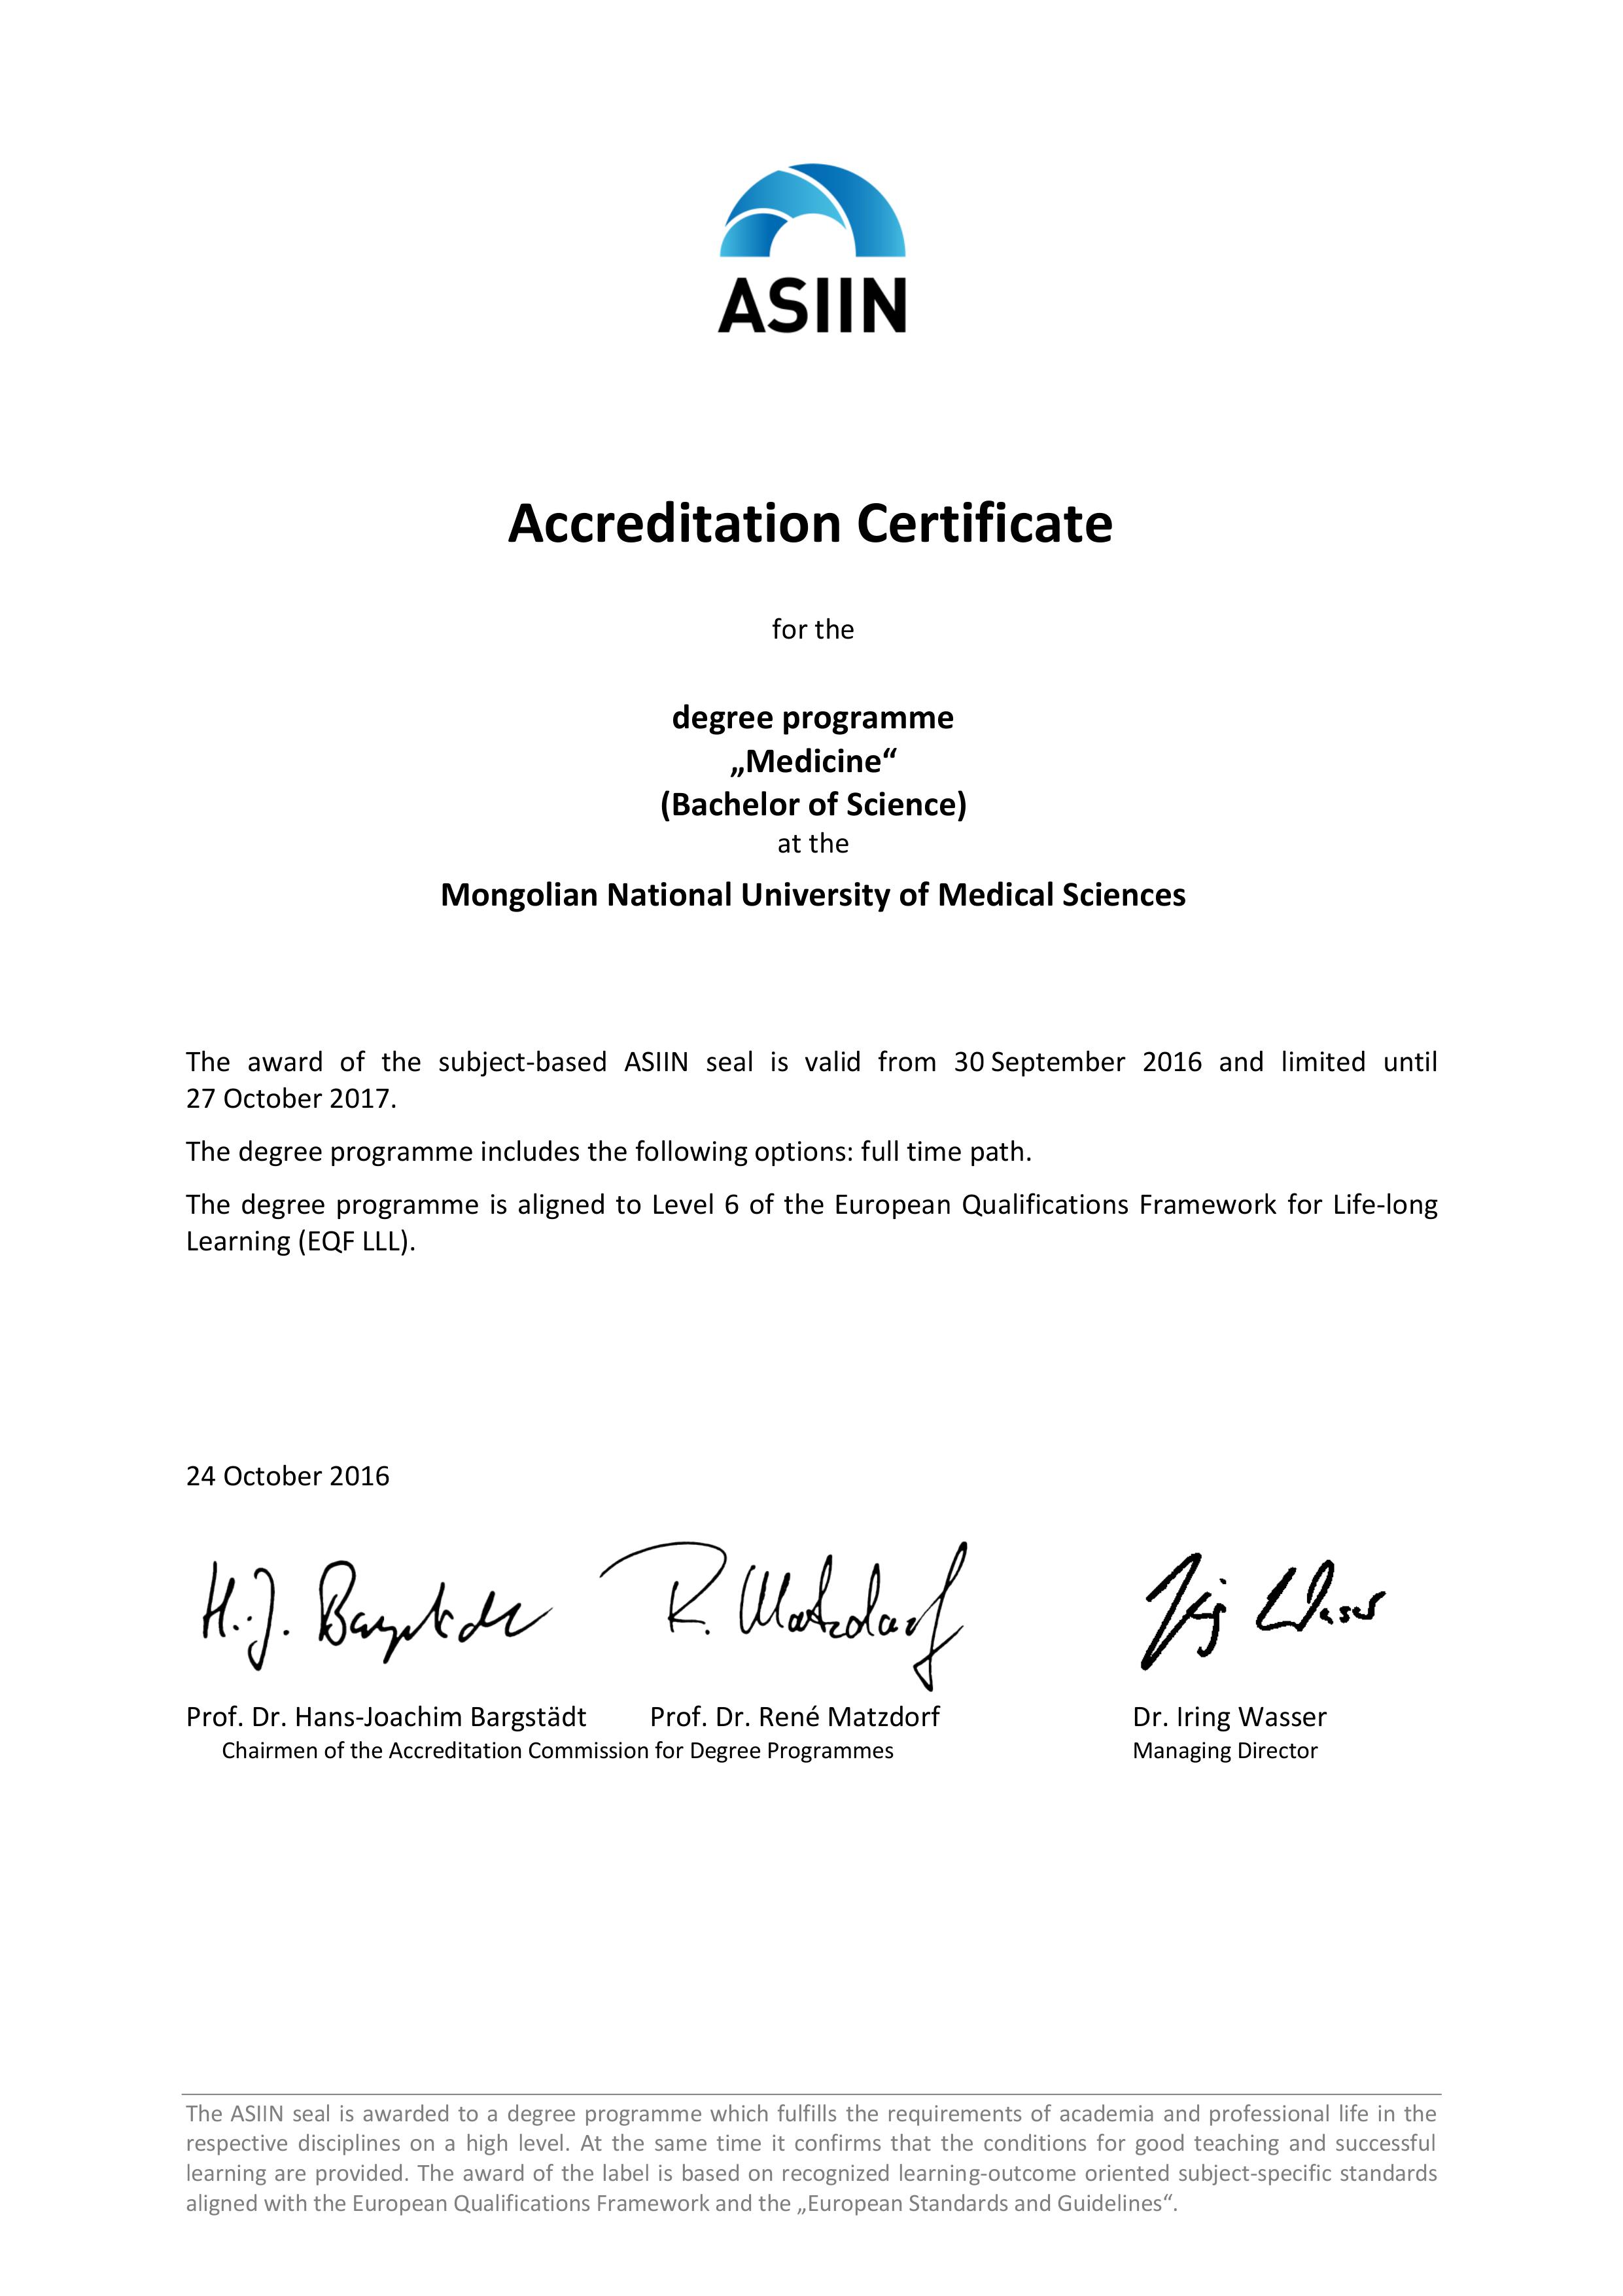 ASIIN
Accreditation Certificate
for the
degree programme
„Medicine“
(Bachelor of Science)
at the
Mongolian National University of Medical Sciences
The award of the subject-based ASIIN seal is valid from 30 September 2016 and limited until
27 October 2017.
The degree programme includes the following options: full time path.
The degree programme is aligned to Level 6 of the European Qualifications Framework for Life-long
Learning (EQF LLL).
24 October 2016
H.J. Bargstädt R. Matzdorf Iring Wasser
Prof. Dr. Hans-Joachim Bargstädt Prof. Dr. René Matzdorf Dr. Iring Wasser
Chairmen of the Accreditation Commission for Degree Programmes Managing Director
The ASIIN seal is awarded to a degree programme which fulfills the requirements of academia and professional life in the
respective disciplines on a high level. At the same time it confirms that the conditions for good teaching and successful
learning are provided. The award of the label is based on recognized learning-outcome oriented subject-specific standards
aligned with the European Qualifications Framework and the „European Standards and Guidelines“.